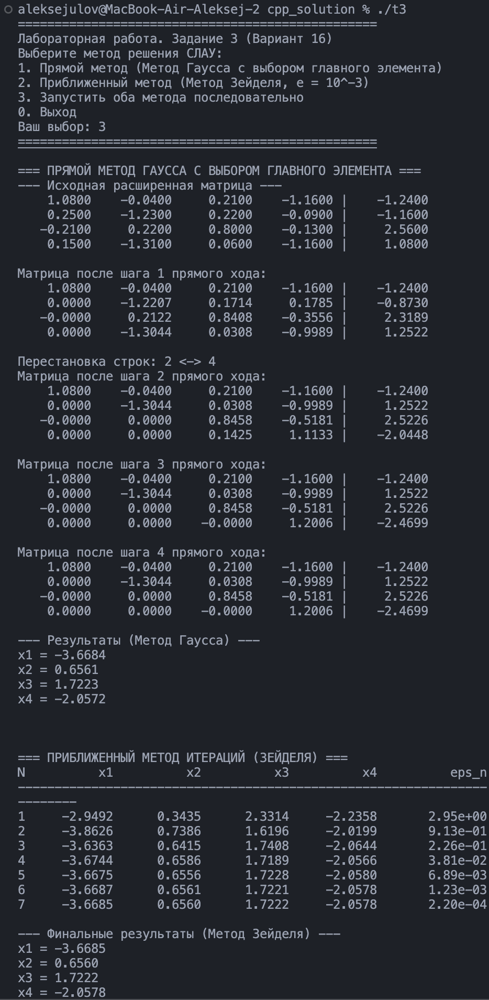 aleksejulov@MacBook-Air-Aleksej-2 cpp_solution % ./t3
=================================================
Лабораторная работа. Задание 3 (Вариант 16)
Выберите метод решения СЛАУ:
1. Прямой метод (Метод Гаусса с выбором главного элемента)
2. Приближенный метод (Метод Зейделя, e = 10^-3)
3. Запустить оба метода последовательно
0. Выход
Ваш выбор: 3
=================================================
=== ПРЯМОЙ МЕТОД ГАУССА С ВЫБОРОМ ГЛАВНОГО ЭЛЕМЕНТА ===
--- Исходная расширенная матрица ---
1.0800 -0.0400 0.2100 -1.1600 | -1.2400
0.2500 -1.2300 0.2200 -0.0900 | -1.1600
-0.2100 0.2200 0.8000 -0.1300 | 2.5600
0.1500 -1.3100 0.0600 -1.1600 | 1.0800
Матрица после шага 1 прямого хода:
1.0800 -0.0400 0.2100 -1.1600 | -1.2400
0.0000 -1.2207 0.1714 0.1785 | -0.8730
-0.0000 0.2122 0.8408 -0.3556 | 2.3189
0.0000 -1.3044 0.0308 -0.9989 | 1.2522
Перестановка строк: 2 <-> 4
Матрица после шага 2 прямого хода:
1.0800 -0.0400 0.2100 -1.1600 | -1.2400
0.0000 -1.3044 0.0308 -0.9989 | 1.2522
-0.0000 0.0000 0.8458 -0.5181 | 2.5226
0.0000 0.0000 0.1425 1.1133 | -2.0448
Матрица после шага 3 прямого хода:
1.0800 -0.0400 0.2100 -1.1600 | -1.2400
0.0000 -1.3044 0.0308 -0.9989 | 1.2522
-0.0000 0.0000 0.8458 -0.5181 | 2.5226
0.0000 0.0000 -0.0000 1.2006 | -2.4699
Матрица после шага 4 прямого хода:
1.0800 -0.0400 0.2100 -1.1600 | -1.2400
0.0000 -1.3044 0.0308 -0.9989 | 1.2522
-0.0000 0.0000 0.8458 -0.5181 | 2.5226
0.0000 0.0000 -0.0000 1.2006 | -2.4699
--- Результаты (Метод Гаусса) ---
x1 = -3.6684
x2 = 0.6561
x3 = 1.7223
x4 = -2.0572
=== ПРИБЛИЖЕННЫЙ МЕТОД ИТЕРАЦИЙ (ЗЕЙДЕЛЯ) ===
N x1 x2 x3 x4 eps_n
----------------------------------------------------------------
--------
1 -2.9492 0.3435 2.3314 -2.2358 2.95e+00
2 -3.8626 0.7386 1.6196 -2.0199 9.13e-01
3 -3.6363 0.6415 1.7408 -2.0644 2.26e-01
4 -3.6744 0.6586 1.7189 -2.0566 3.81e-02
5 -3.6675 0.6556 1.7228 -2.0580 6.89e-03
6 -3.6687 0.6561 1.7221 -2.0578 1.23e-03
7 -3.6685 0.6560 1.7222 -2.0578 2.20e-04
--- Финальные результаты (Метод Зейделя) ---
x1 = -3.6685
x2 = 0.6560
x3 = 1.7222
x4 = -2.0578